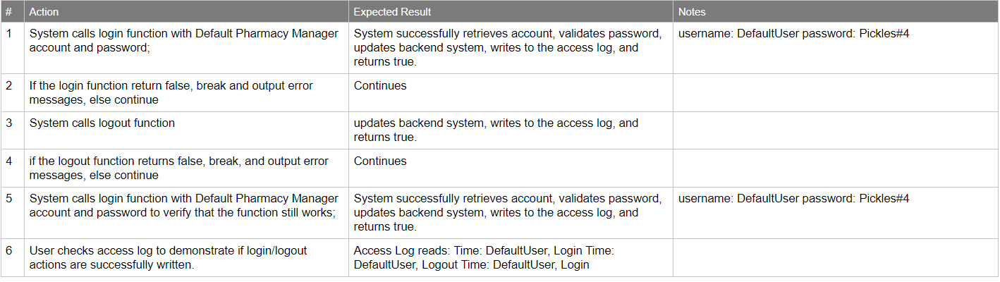 # Action Expected Result Notes
1 System calls login function with Default Pharmacy Manager System successfully retrieves account, validates password, username: DefaultUser password: Pickles#4
account and password; updates backend system, writes to the access log, and
returns true.
2 If the login function return false, break and output error Continues
messages, else continue
3 System calls logout function updates backend system, writes to the access log, and
returns true.
4 if the logout function returns false, break, and output error Continues
messages, else continue
5 System calls login function with Default Pharmacy Manager System successfully retrieves account, validates password, username: DefaultUser password: Pickles#4
account and password to verify that the function still works; updates backend system, writes to the access log, and
returns true.
6 User checks access log to demonstrate if login/logout Access Log reads: Time: DefaultUser, Login Time:
actions are successfully written. DefaultUser, Logout Time: DefaultUser, Login